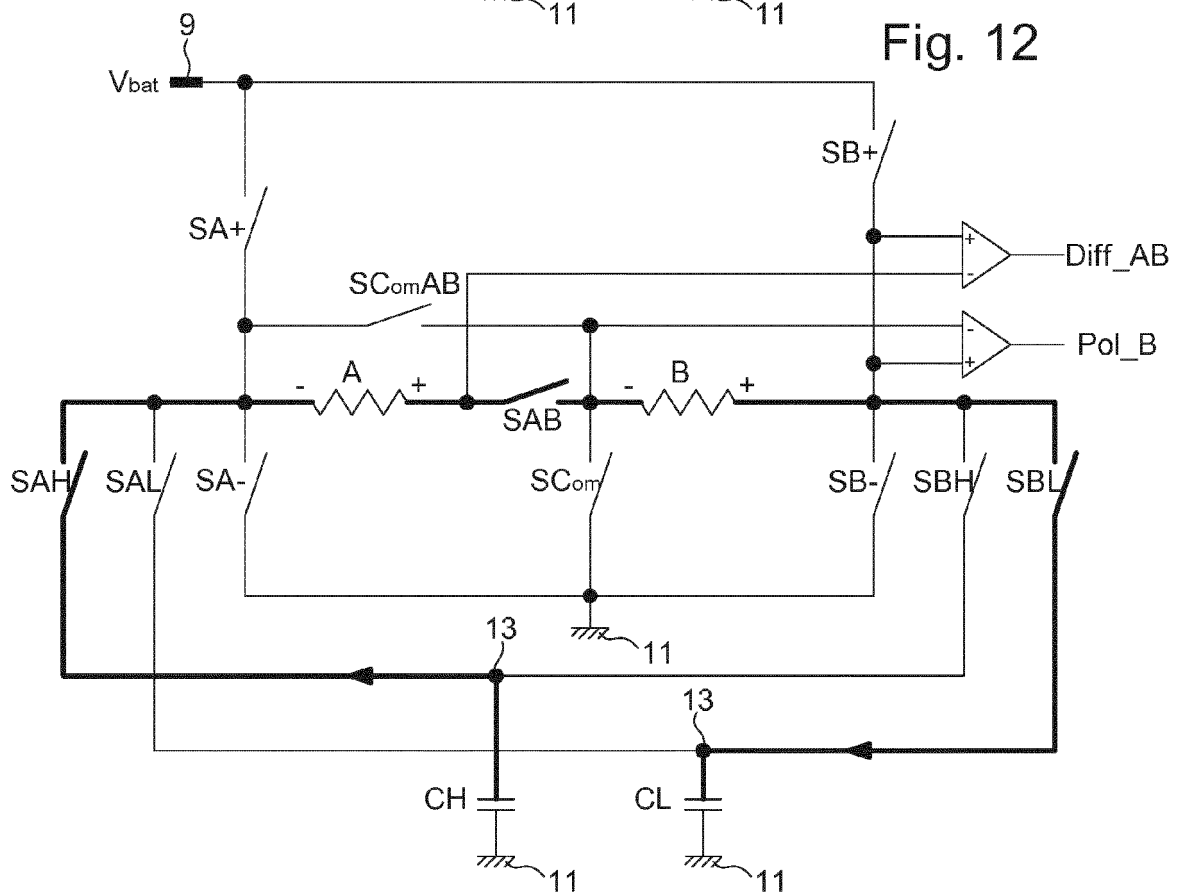 11
11
Fig. 12
9
Vbat
SB+
SA+
Diff_AB
+
-
SComAB
Pol_B
-
+
-
A
+
SAB
-
B
+
SAH
SAL
SA-
SCom
SB-
SBH
SBL
11
13
13
CH
CL
11
11